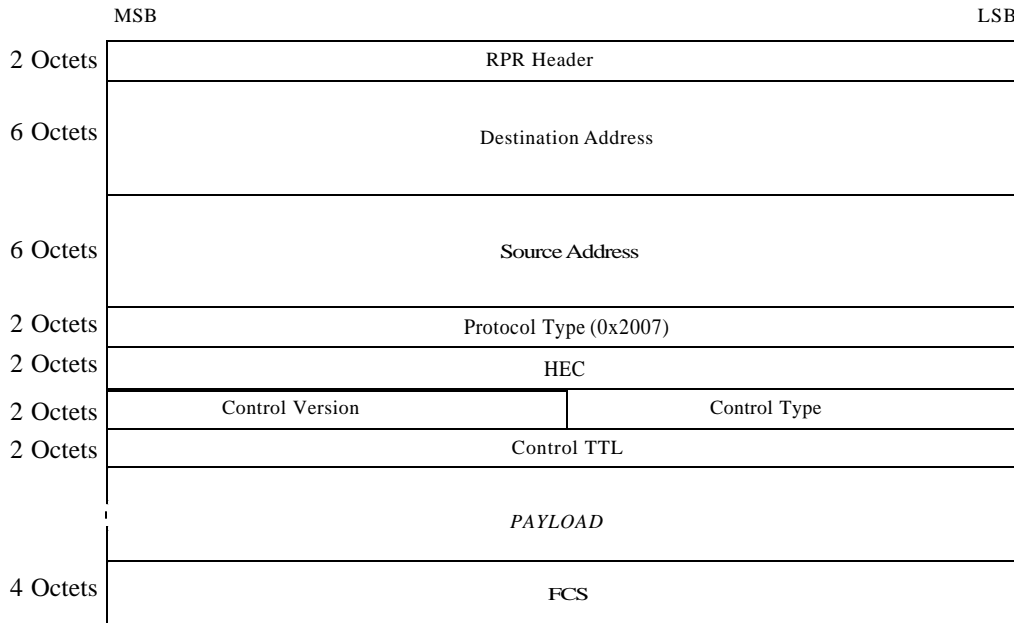 MSB LSB
2 Octets RPR Header
6 Octets Destination Address
6 Octets Source Address
2 Octets Protocol Type (0x2007)
2 Octets HEC
2 Octets Control Version Control Type
2 Octets Control TTL
PAYLOAD
4 Octets FCS